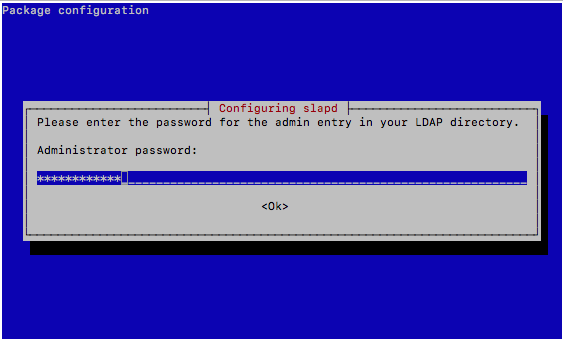 Package configuration
Configuring slapd
Please enter the password for the admin entry in your LDAP directory.
Administrator password:
************
<Ok>